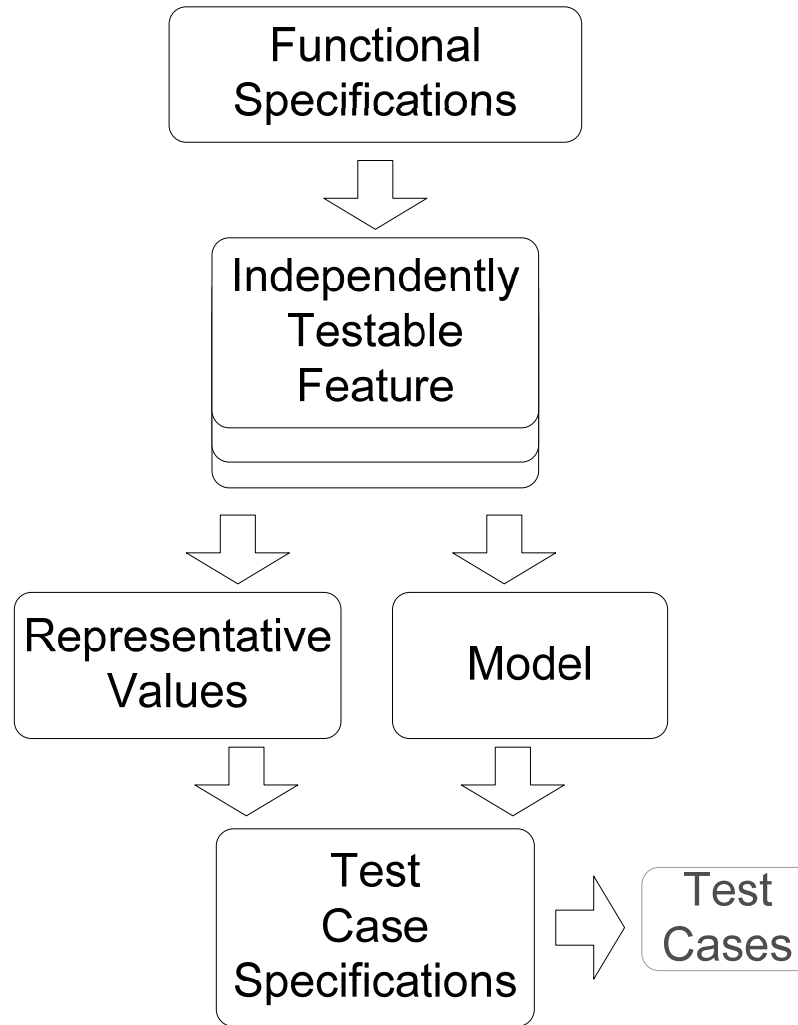 Functional
Specifications
Independently
Testable
Feature
Representative
Values
Model
Test
Case
Specifications
Test
Cases